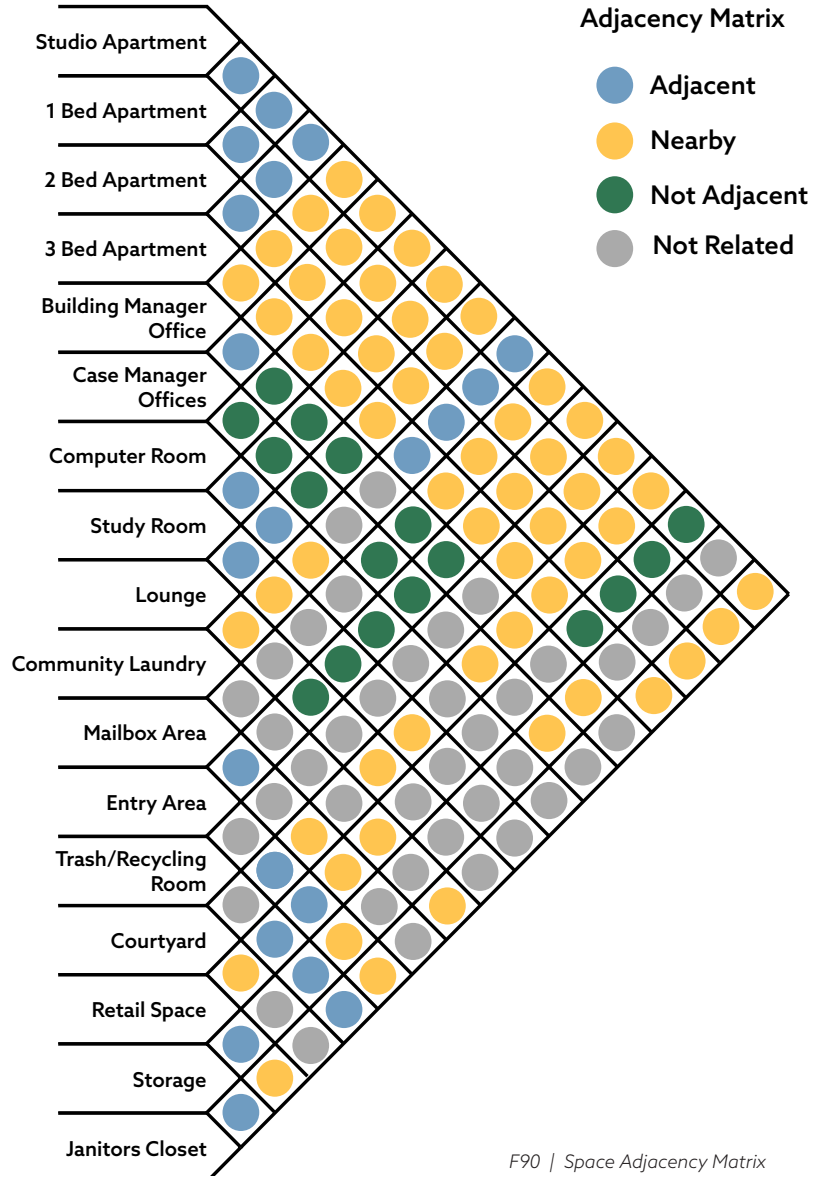 Adjacency Matrix
Adjacent
Nearby
Not Adjacent
Not Related
Studio Apartment
1 Bed Apartment
2 Bed Apartment
3 Bed Apartment
Building Manager
Office
Case Manager
Offices
Computer Room
Study Room
Lounge
Community Laundry
Mailbox Area
Entry Area
Trash/Recycling
Room
Courtyard
Retail Space
Storage
Janitors Closet
F90 | Space Adjacency Matrix